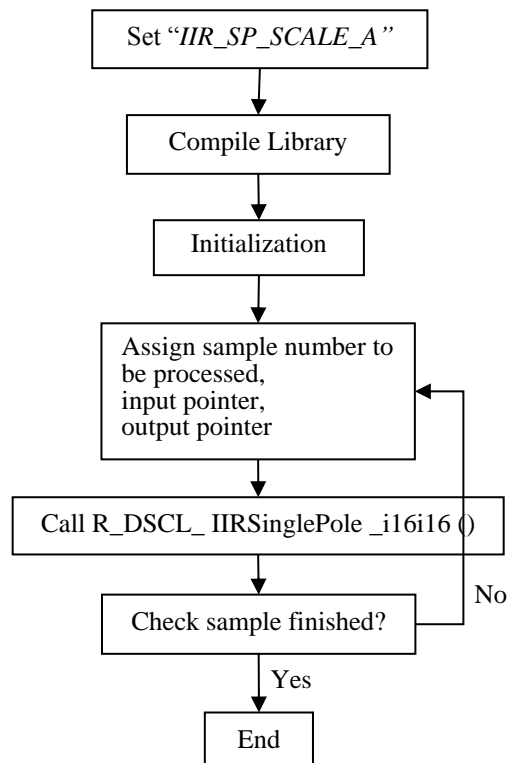 Set “IIR_SP_SCALE_A”
Compile Library
Initialization
Assign sample number to
be processed,
input pointer,
output pointer
Call R_DSCL_ IIRSinglePole _i16i16 ()
Check sample finished?
No
Yes
End